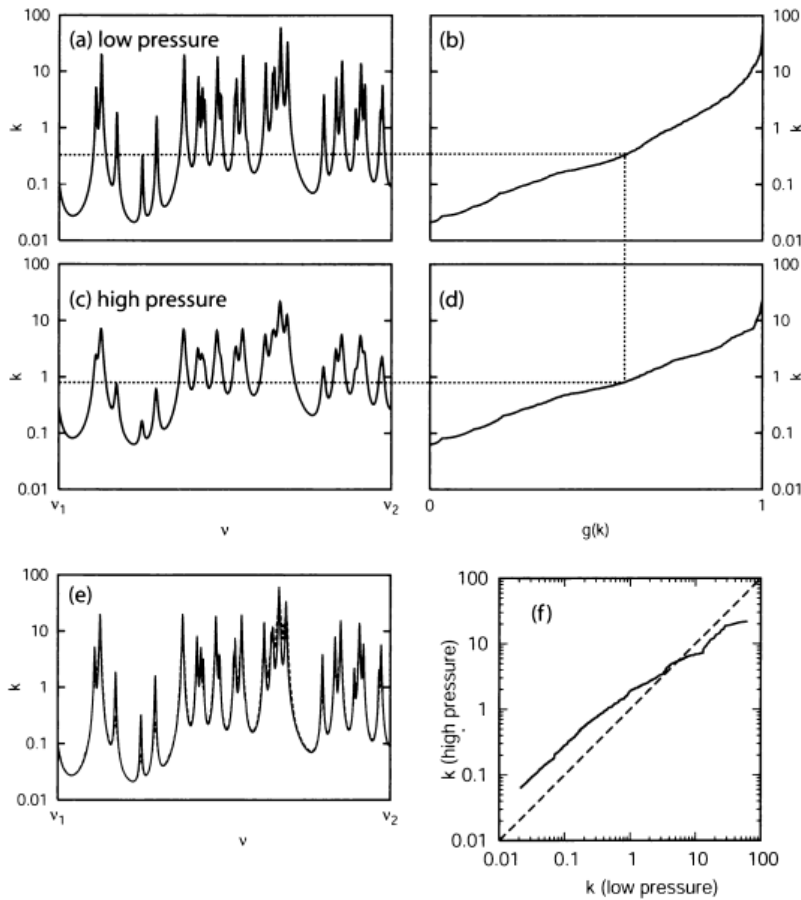 100
10
1
0.1
0.01
k
(a) low pressure
(b)
100
10
1
0.1
0.01
k
100
10
1
0.1
0.01
k
(c) high pressure
ν1
ν2
ν
(d)
100
10
1
0.1
0.01
k
0
1
g(k)
100
10
1
0.1
0.01
k
(e)
ν1
ν2
ν
100
10
1
0.1
0.01
k (high pressure)
(f)
0.01
0.1
1
10
100
k (low pressure)